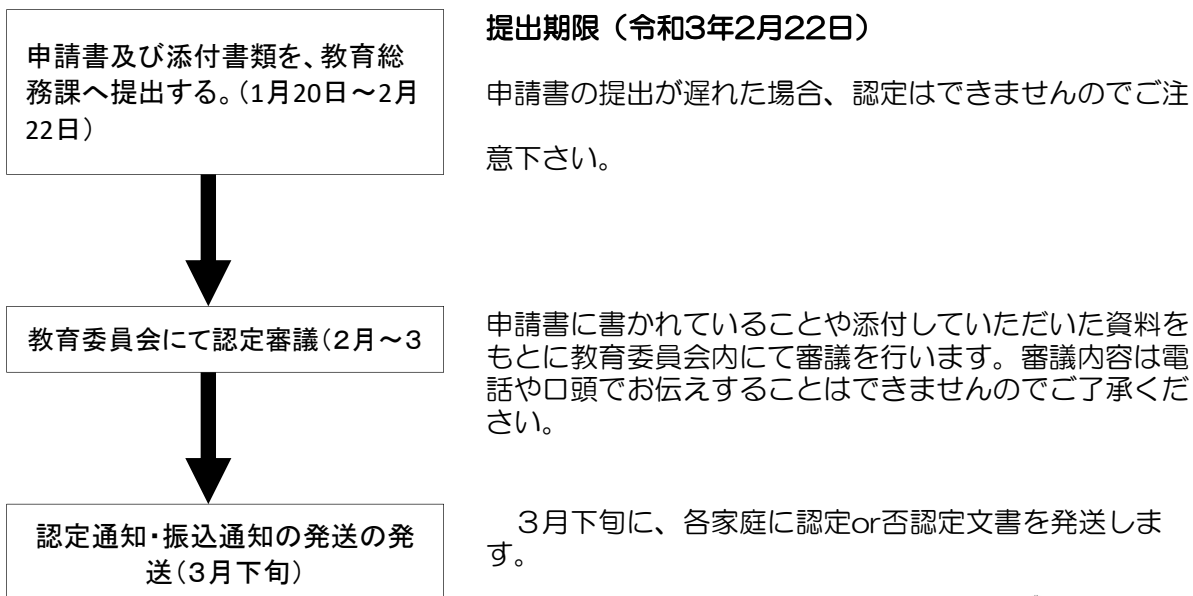 申請書及び添付書類を、教育総
務課へ提出する。（1月20日～2月
22日）
提出期限（令和3年2月22日）
申請書の提出が遅れた場合、認定はできませんのでご注
意下さい。
教育委員会にて認定審議（２月～３
申請書に書かれていることや添付していただいた資料を
もとに教育委員会内にて審議を行います。審議内容は電
話や口頭でお伝えすることはできませんのでご了承くだ
さい。
認定通知・振込通知の発送の発
送（３月下旬）
３月下旬に、各家庭に認定or否認定文書を発送しま
す。